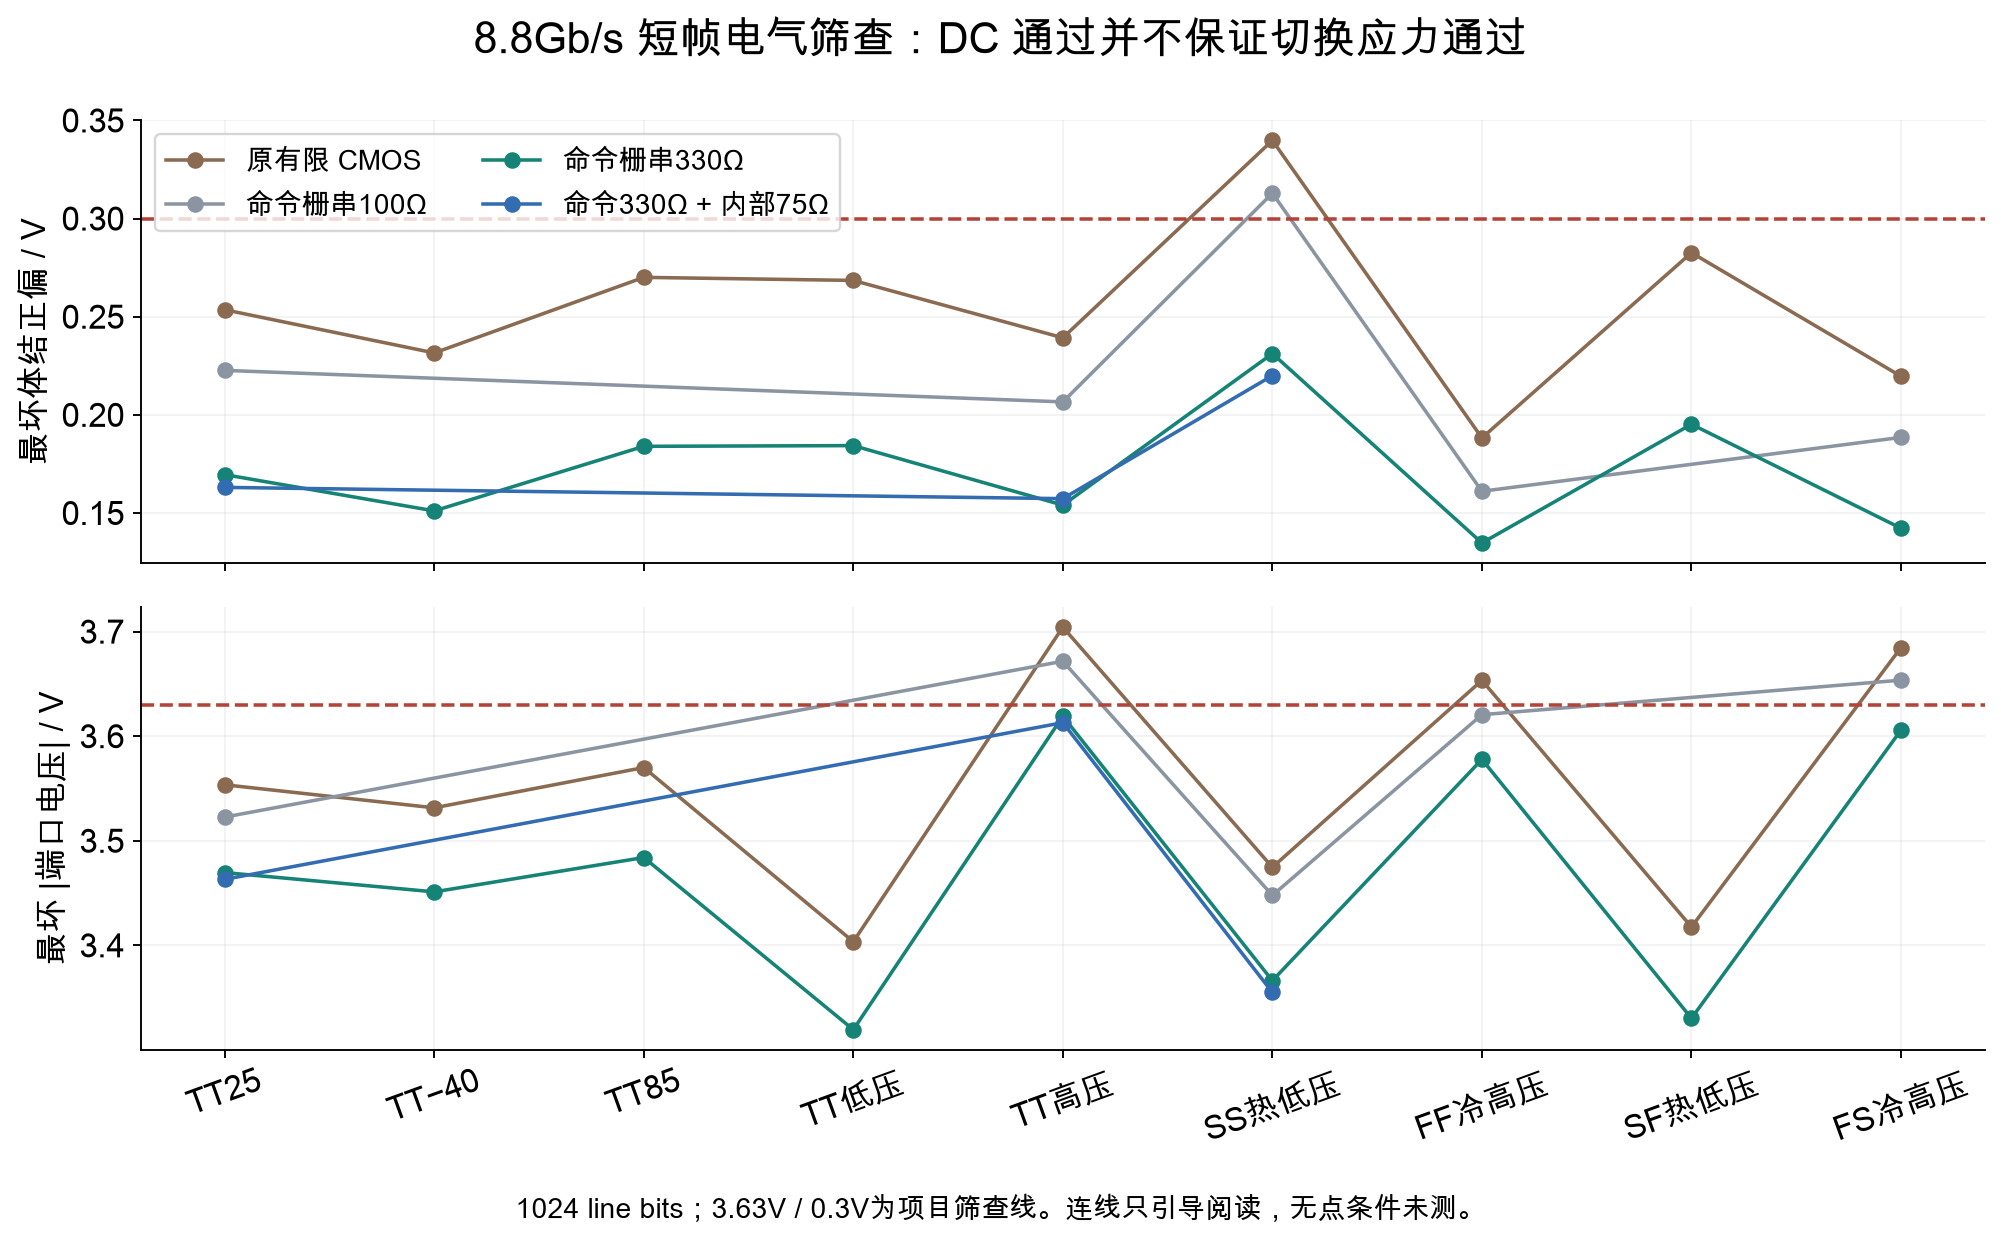 8.8Gb/s 短帧电气筛查：DC 通过并不保证切换应力通过
最坏体结正偏 / V
0.35
0.30
0.25
0.20
0.15
原有限 CMOS
命令栅串100Ω
命令栅串330Ω
命令330Ω + 内部75Ω
最坏 |端口电压| / V
3.7
3.6
3.5
3.4
TT25
TT−40
TT85
TT低压
TT高压
SS热低压
FF冷高压
SF热低压
FS冷高压
1024 line bits；3.63V / 0.3V为项目筛查线。连线只引导阅读，无点条件未测。